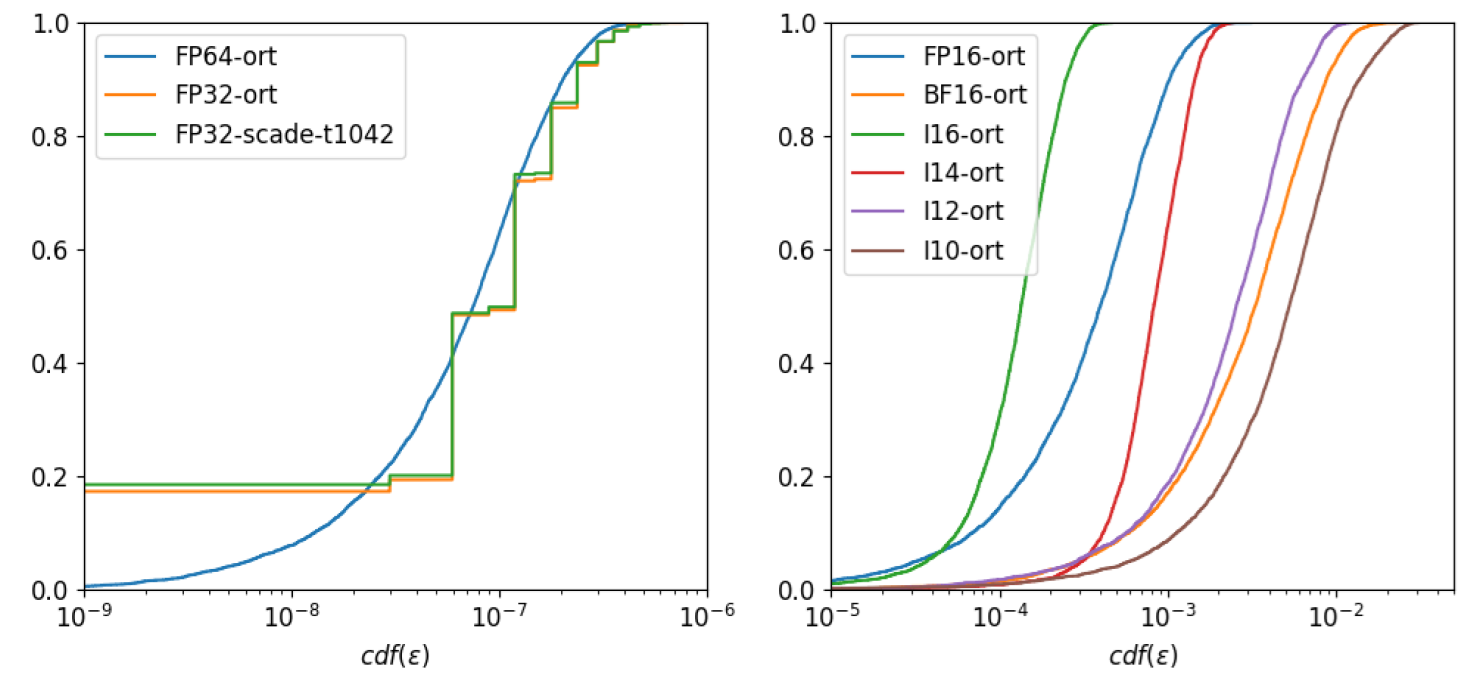 1.0
0.8
0.6
0.4
0.2
0.0
FP64-ort
FP32-ort
FP32-scade-t1042
10⁻⁹
10⁻⁸
10⁻⁷
10⁻⁶
cdf(ε)
1.0
0.8
0.6
0.4
0.2
0.0
FP16-ort
BF16-ort
I16-ort
I14-ort
I12-ort
I10-ort
10⁻⁵
10⁻⁴
10⁻³
10⁻²
cdf(ε)